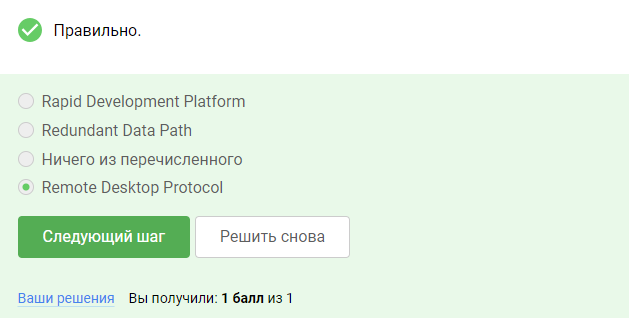 Правильно.
Rapid Development Platform
Redundant Data Path
Ничего из перечисленного
Remote Desktop Protocol
Следующий шаг Решить снова
Ваши решения Вы получили: 1 балл из 1